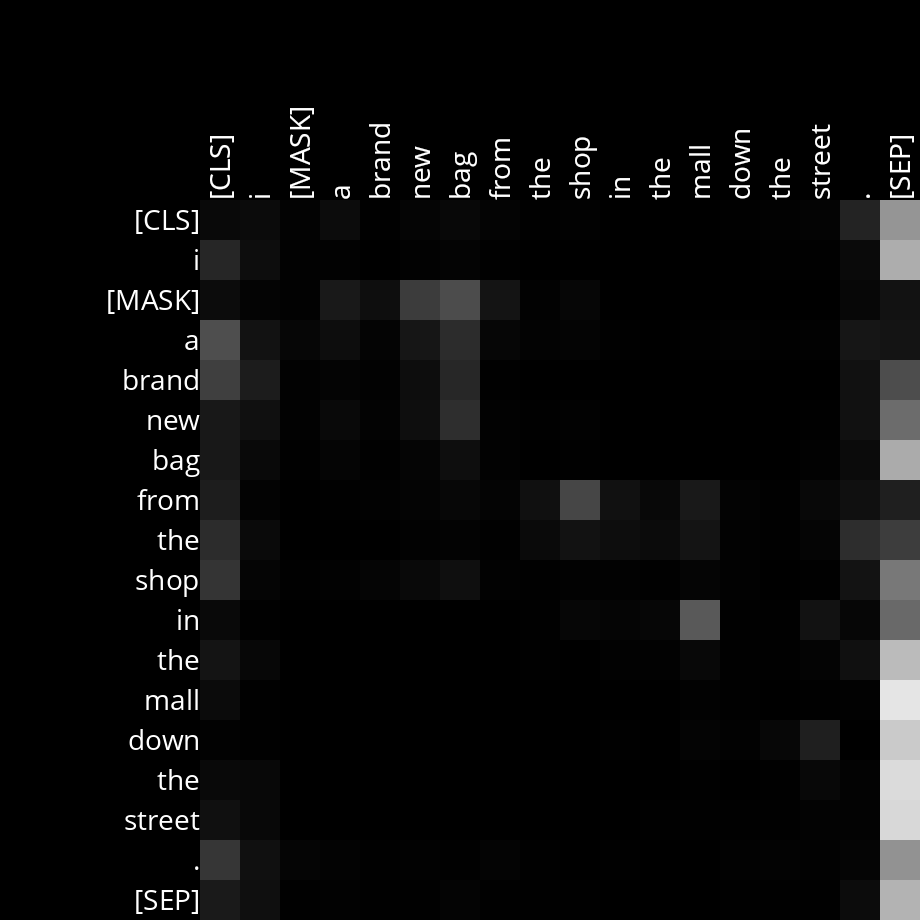 [CLS] i [MASK] a brand new bag from the shop in the mall down the street . [SEP]
[CLS]
i
[MASK]
a
brand
new
bag
from
the
shop
in
the
mall
down
the
street
.
[SEP]